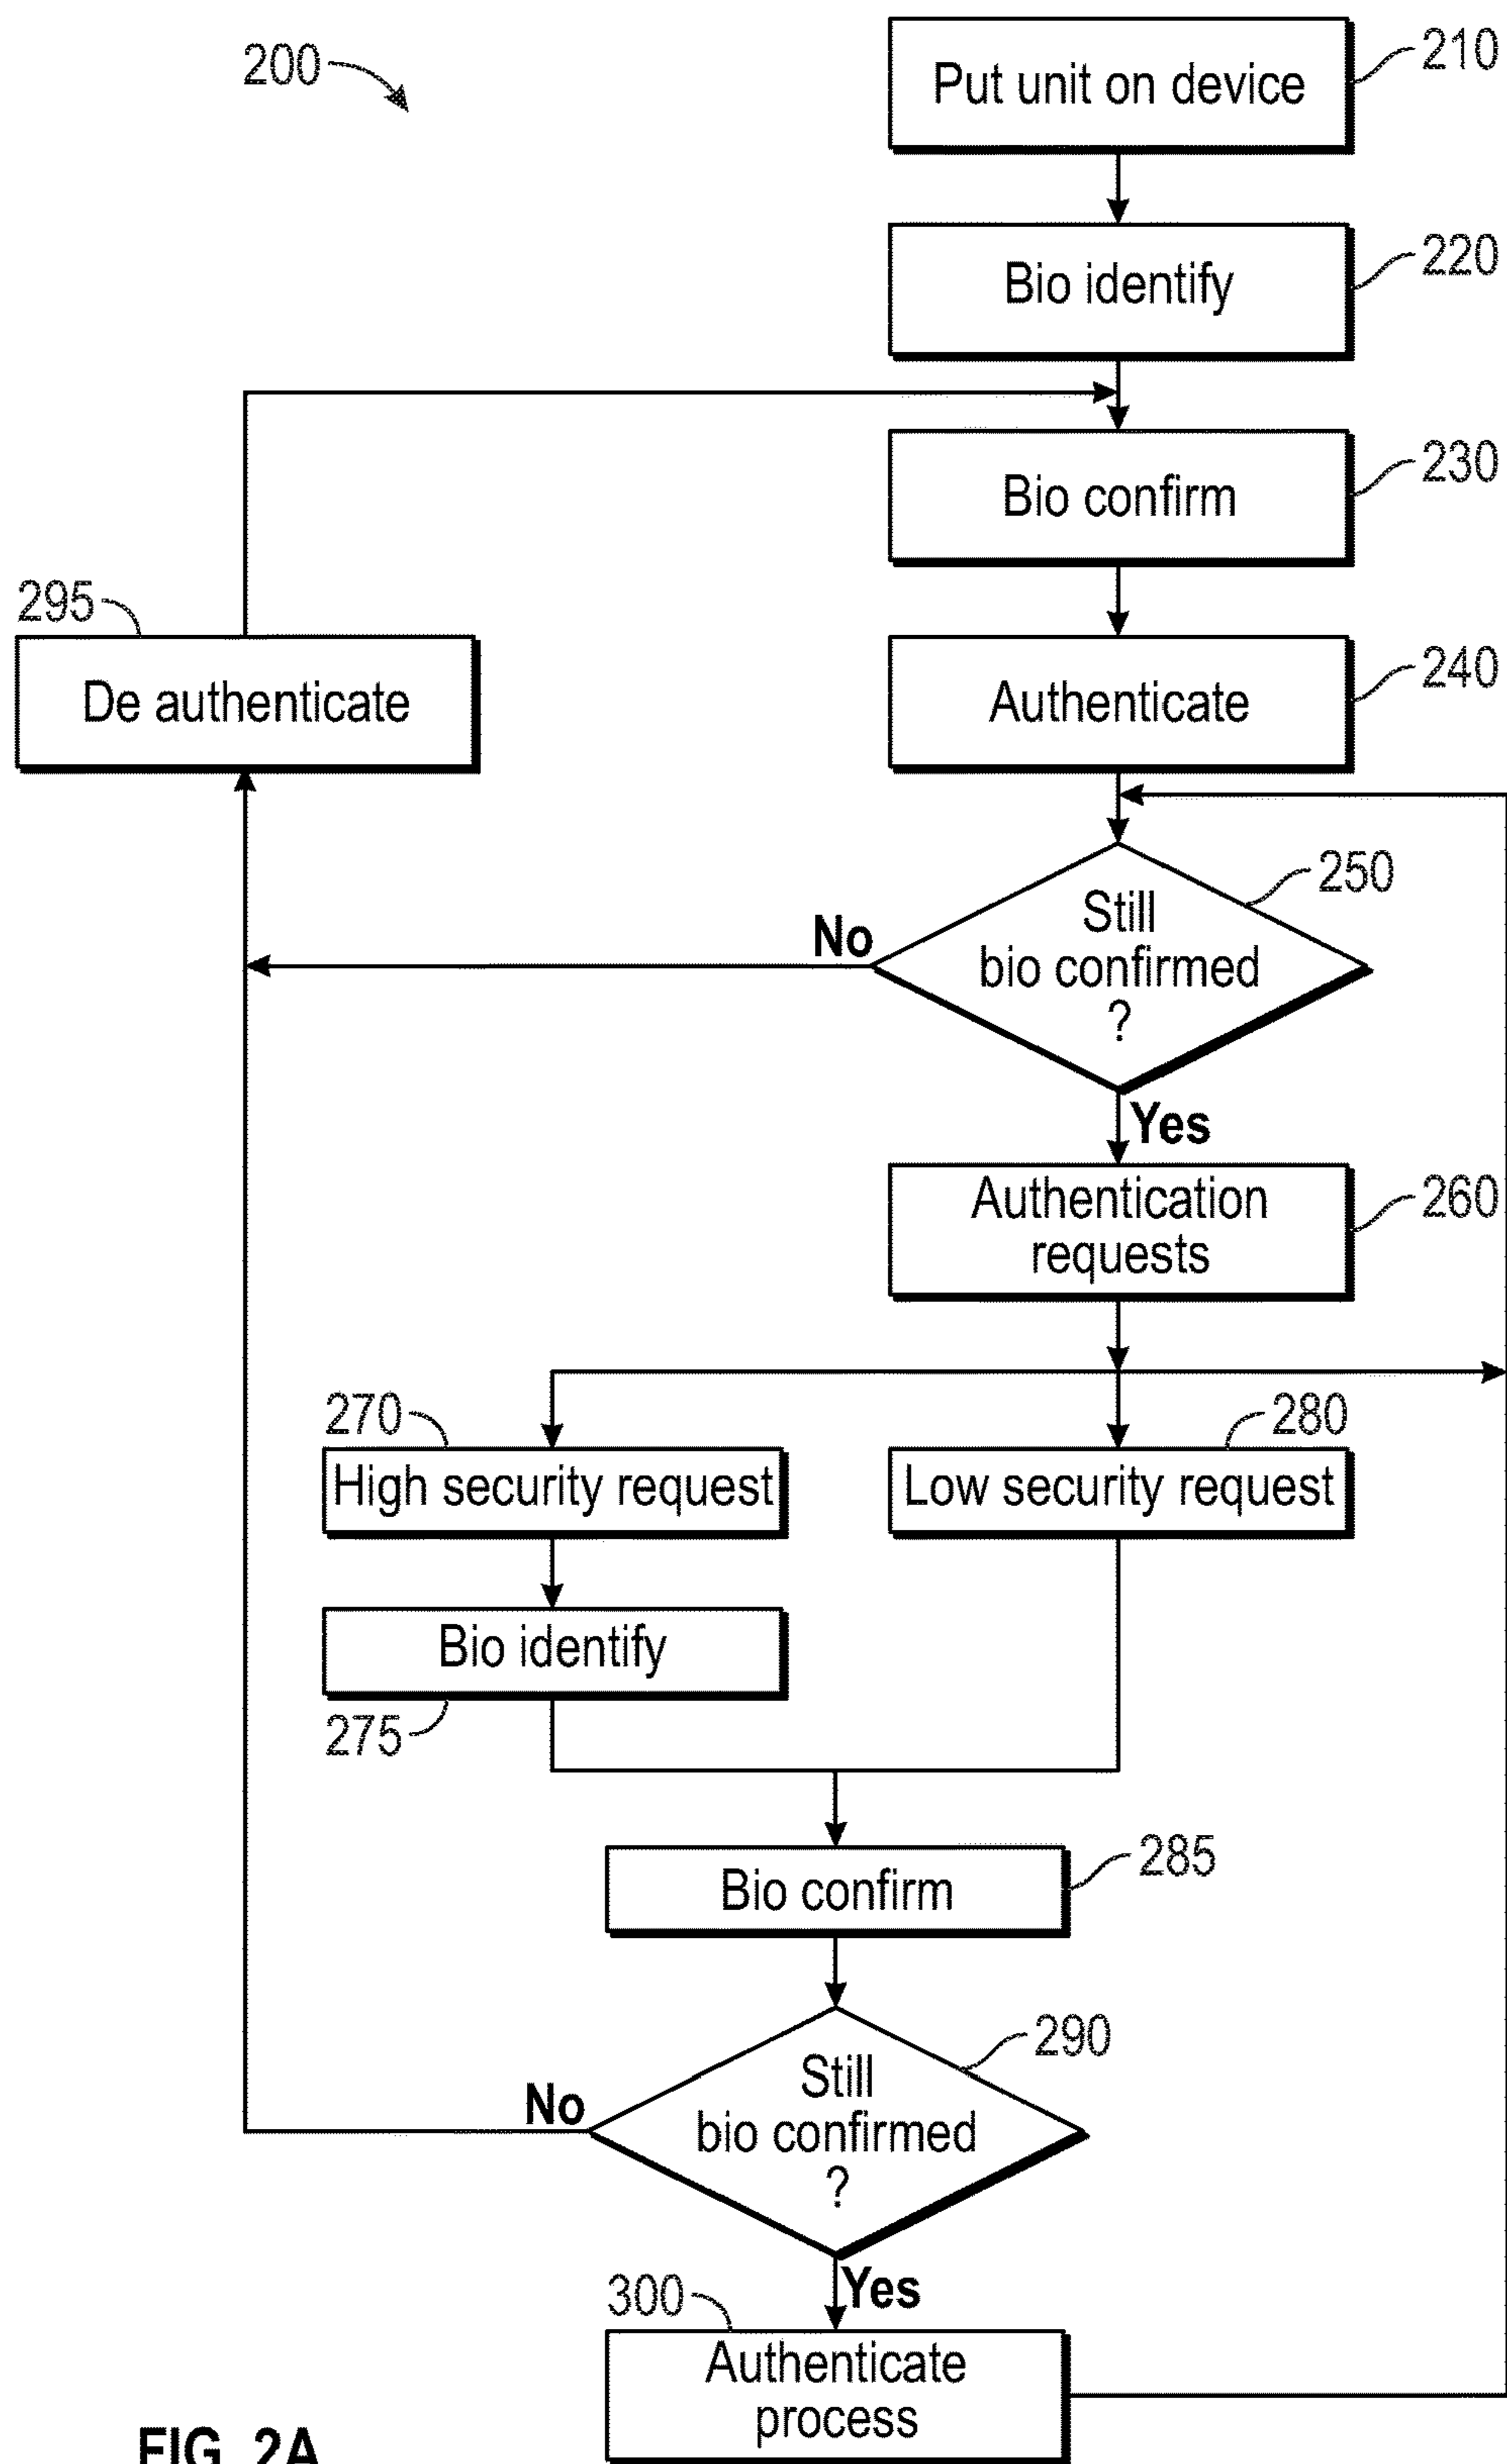 200
Put unit on device
210
Bio identify
220
Bio confirm
230
295
De authenticate
Authenticate
240
Still
bio confirmed
?
250
No
Yes
Authentication
requests
260
270
High security request
280
Low security request
Bio identify
275
Bio confirm
285
Still
bio confirmed
?
290
No
Yes
300
Authenticate
process
FIG. 2A